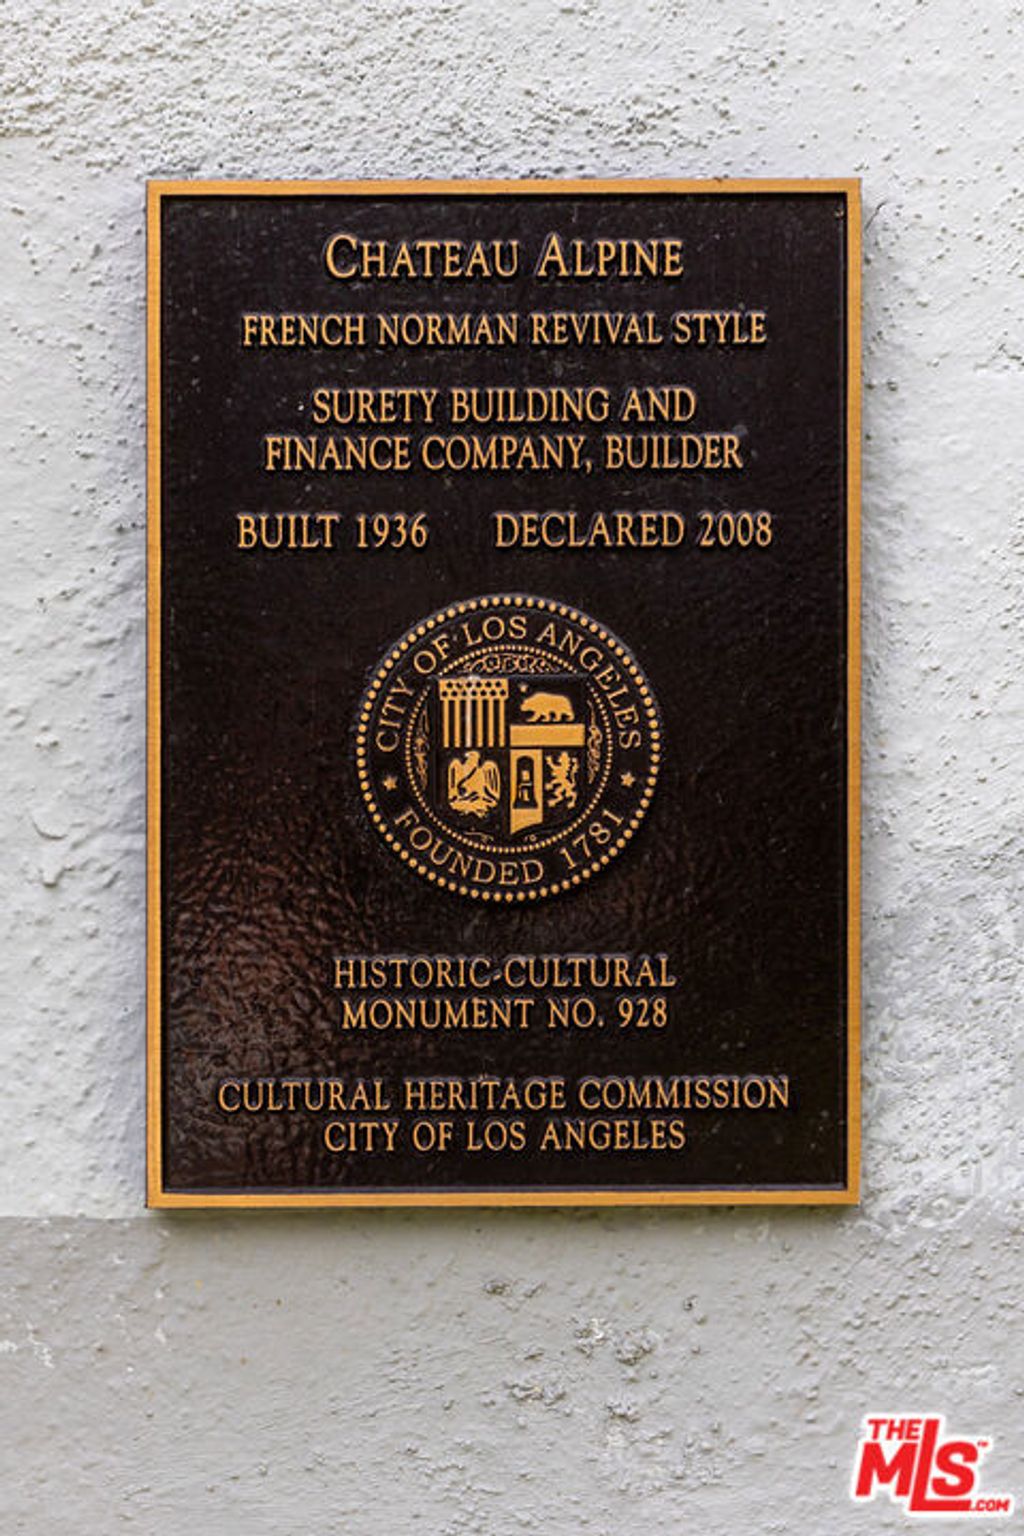 CHATEAU ALPINE
FRENCH NORMAN REVIVAL STYLE
SURETY BUILDING AND
FINANCE COMPANY, BUILDER
BUILT 1936 DECLARED 2008
CITY OF LOS ANGELES
FOUNDED 1781
HISTORIC-CULTURAL
MONUMENT NO. 928
CULTURAL HERITAGE COMMISSION
CITY OF LOS ANGELES
THE
MLS™
.COM